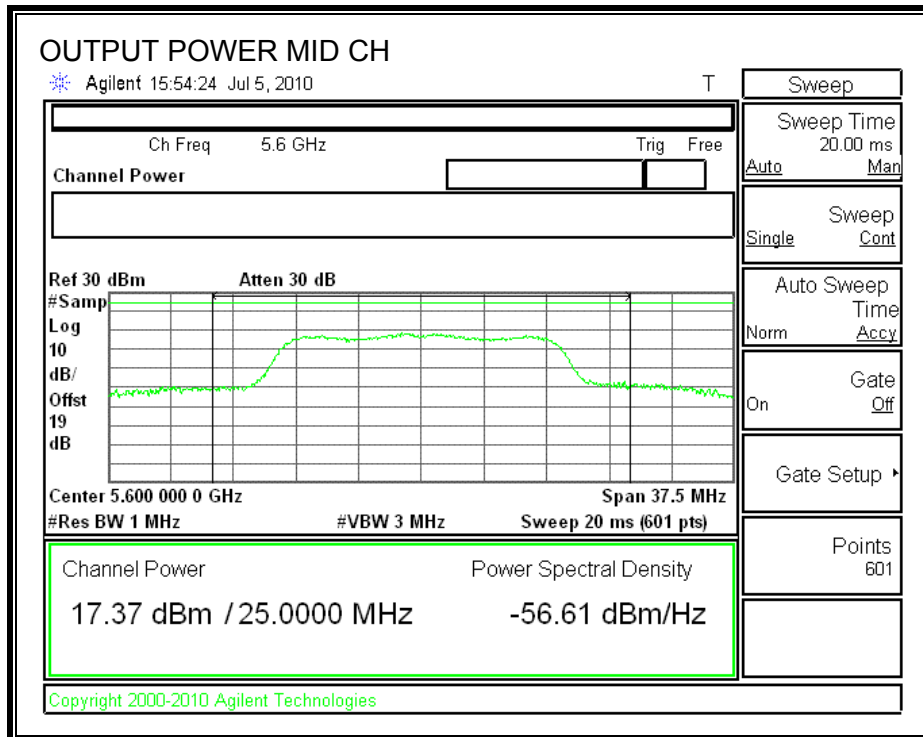 OUTPUT POWER MID CH
Agilent 15:54:24 Jul 5, 2010 T
Ch Freq 5.6 GHz Trig Free
Channel Power
Ref 30 dBm Atten 30 dB
#Samp
Log
10
dB/
Offst
19
dB
Center 5.600 000 0 GHz Span 37.5 MHz
#Res BW 1 MHz #VBW 3 MHz Sweep 20 ms (601 pts)
Channel Power Power Spectral Density
17.37 dBm / 25.0000 MHz -56.61 dBm/Hz
Copyright 2000-2010 Agilent Technologies
Sweep
Sweep Time
20.00 ms
Auto Man
Sweep
Single Cont
Auto Sweep
Time
Norm Accy
Gate
On Off
Gate Setup
Points
601